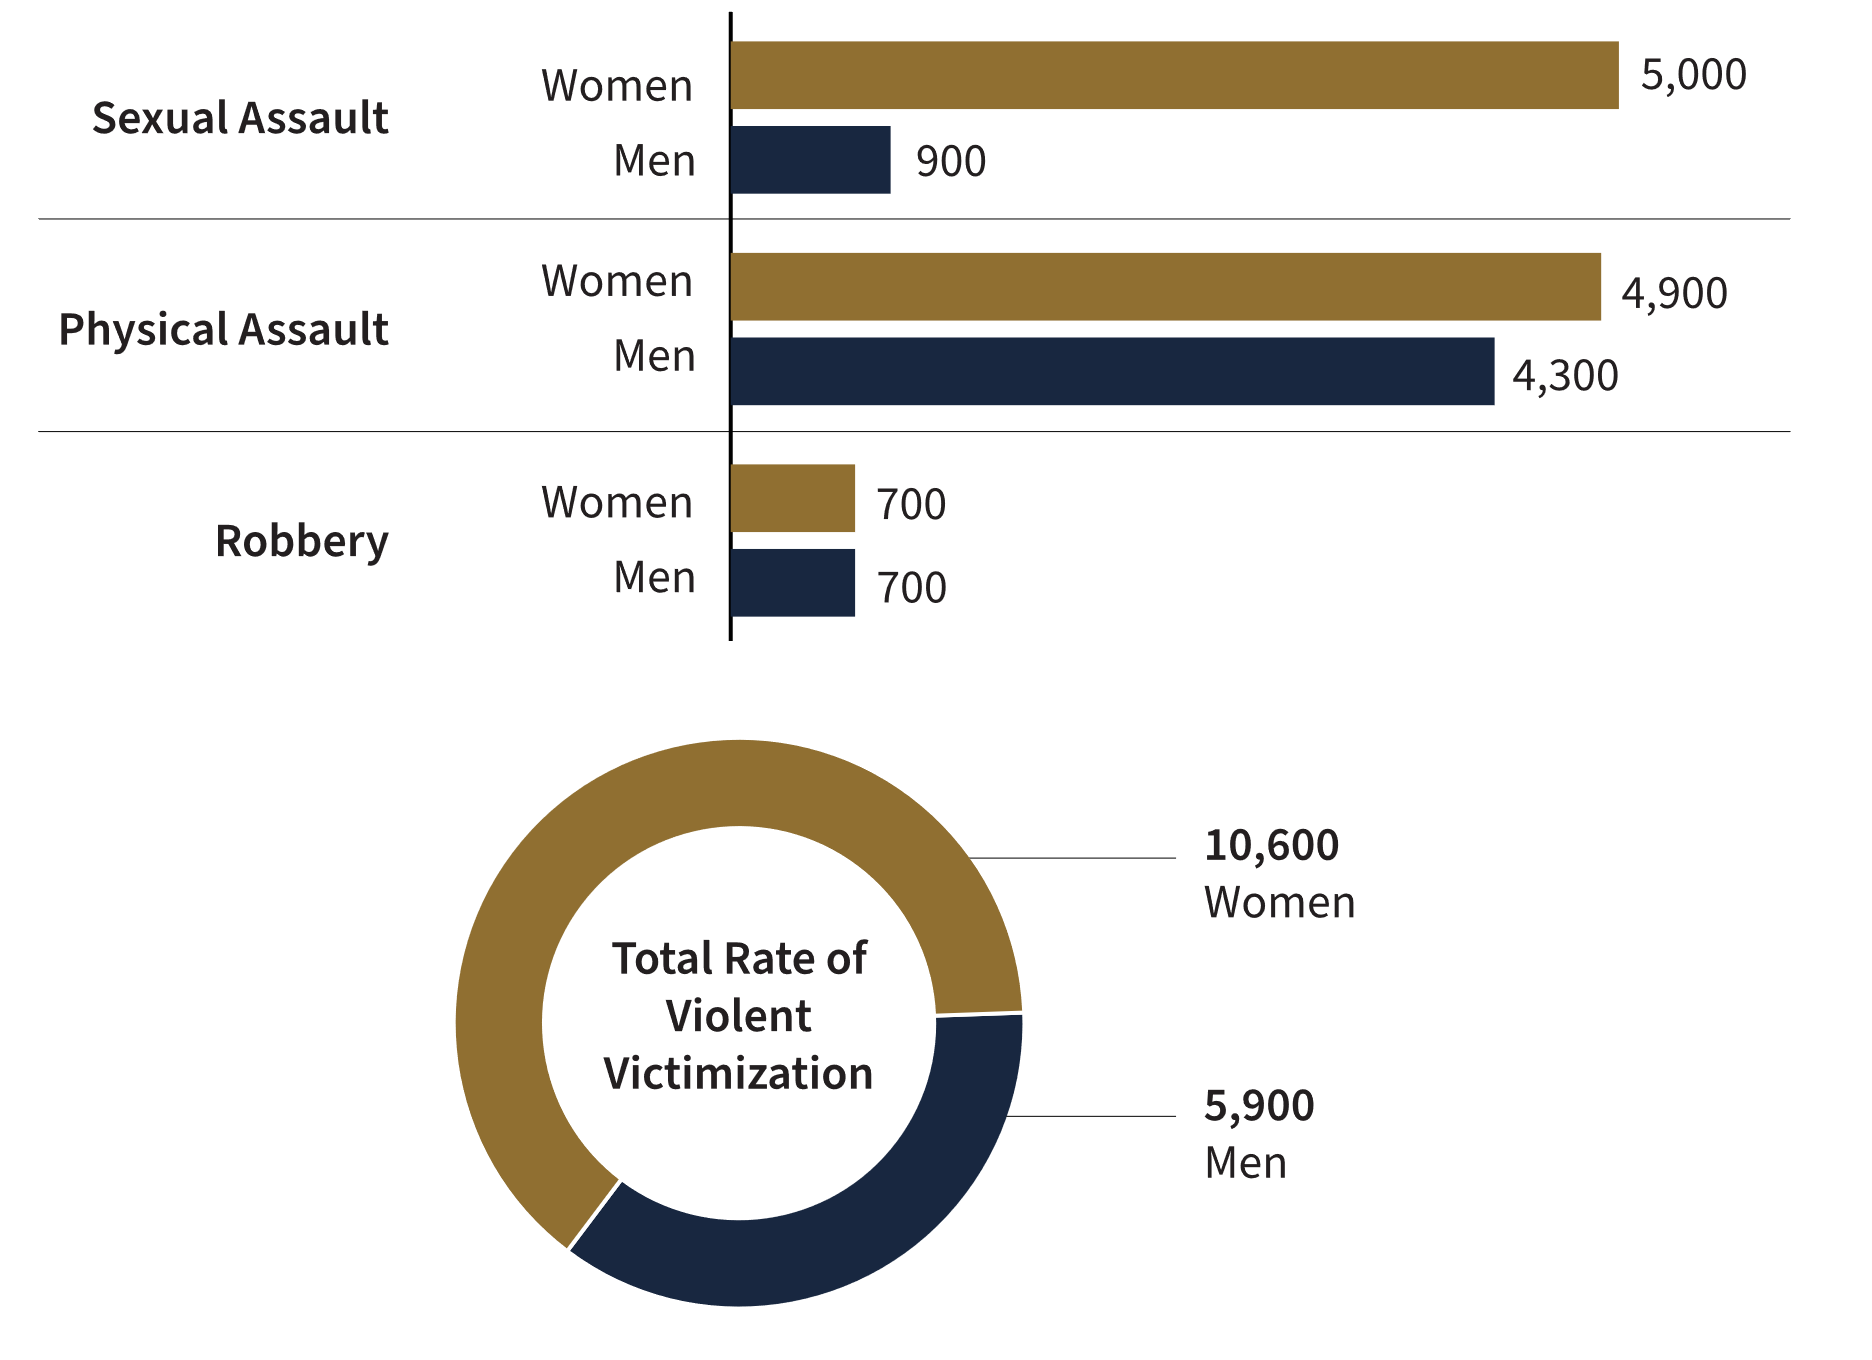 Sexual Assault
Women
5,000
Men
900
Physical Assault
Women
4,900
Men
4,300
Robbery
Women
700
Men
700
Total Rate of
Violent
Victimization
10,600
Women
5,900
Men